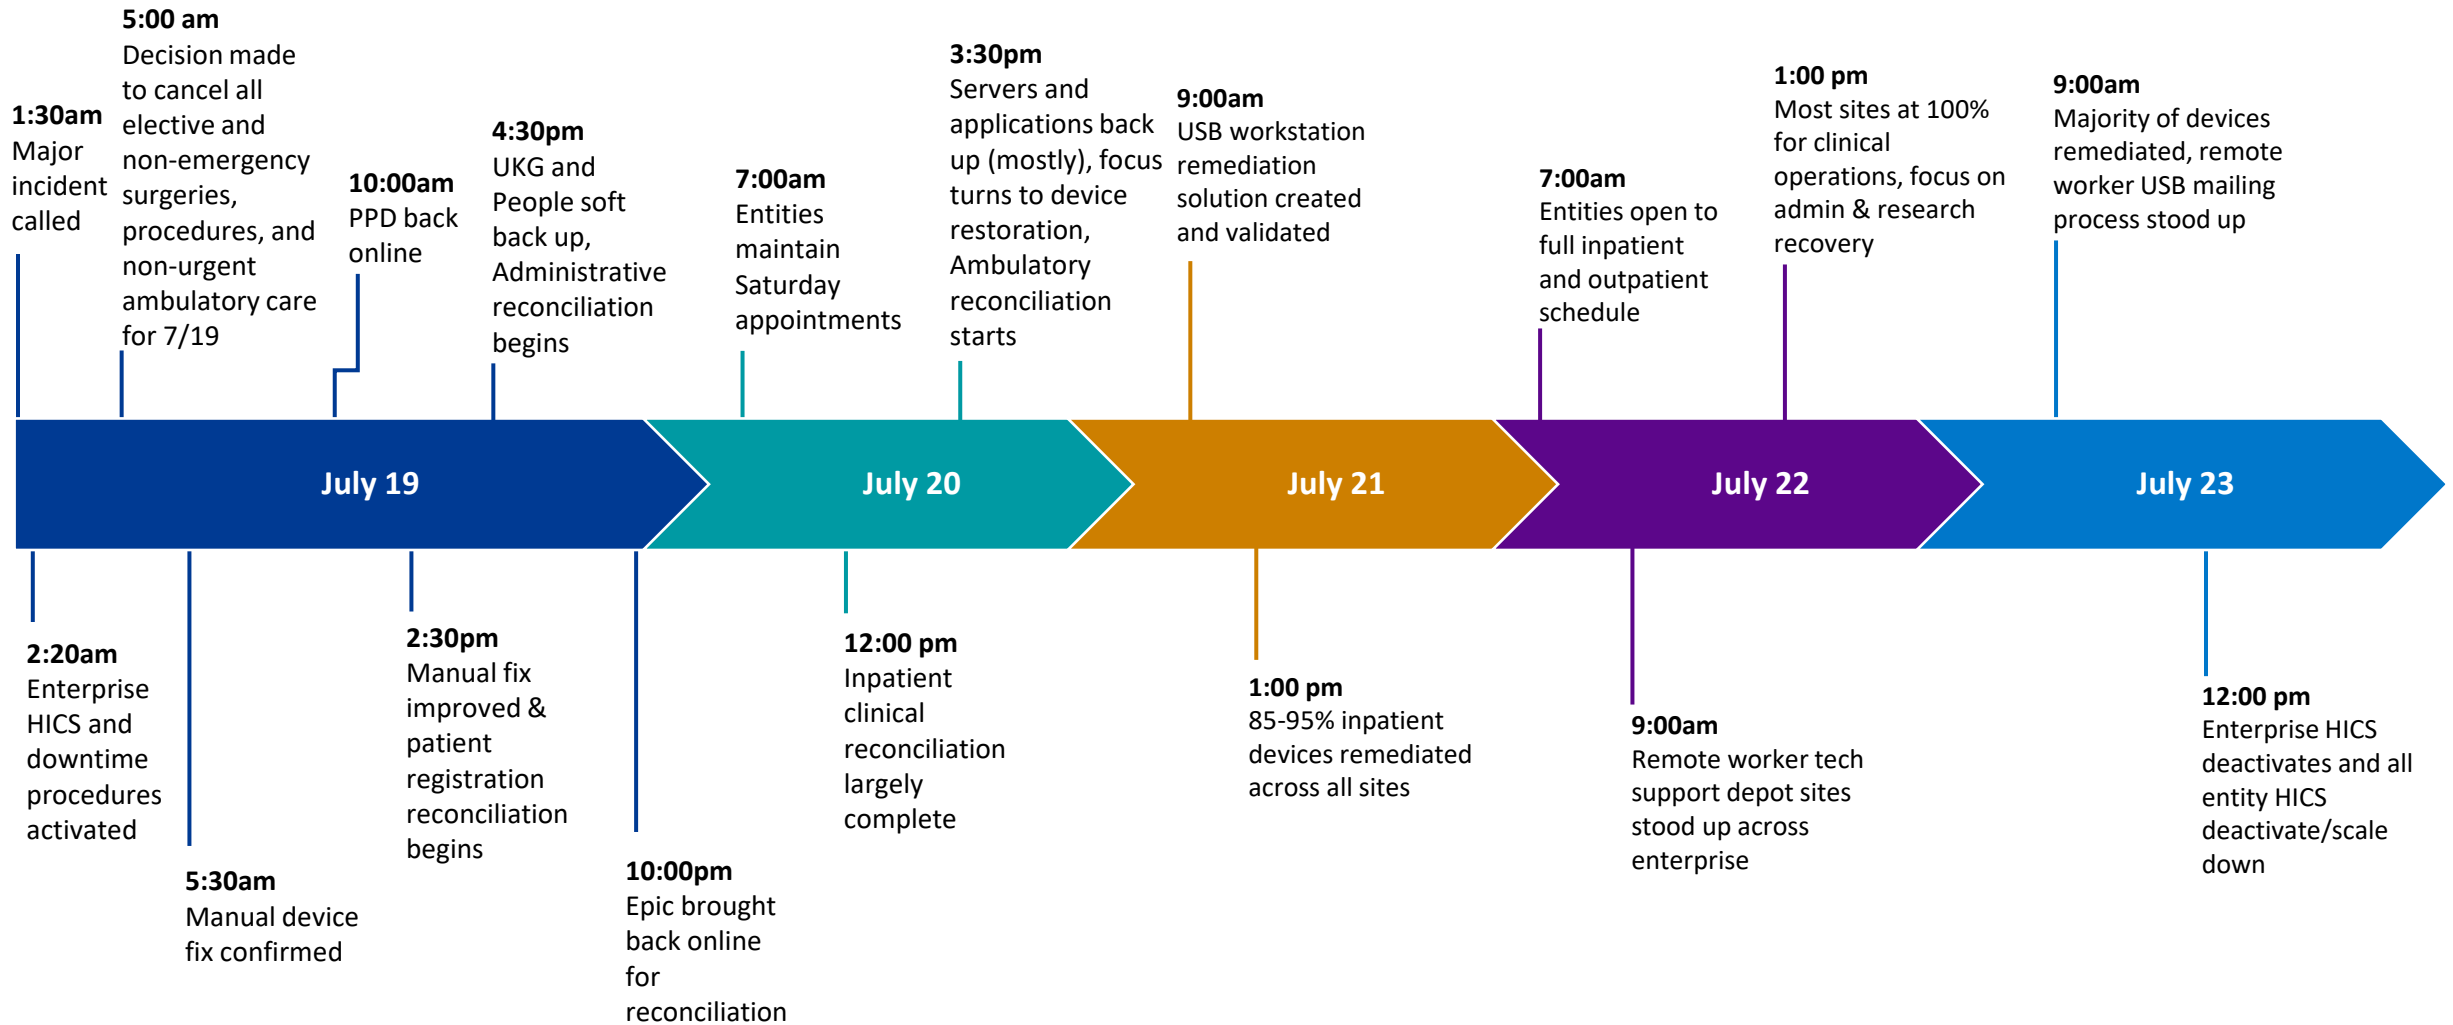 1:30am
Major
incident
called
5:00 am
Decision made
to cancel all
elective and
non-emergency
surgeries,
procedures, and
non-urgent
ambulatory care
for 7/19
10:00am
PPD back
online
4:30pm
UKG and
People soft
back up,
Administrative
reconciliation
begins
7:00am
Entities
maintain
Saturday
appointments
3:30pm
Servers and
applications back
up (mostly), focus
turns to device
restoration,
Ambulatory
reconciliation
starts
9:00am
USB workstation
remediation
solution created
and validated
7:00am
Entities open to
full inpatient
and outpatient
schedule
1:00 pm
Most sites at 100%
for clinical
operations, focus on
admin & research
recovery
9:00am
Majority of devices
remediated, remote
worker USB mailing
process stood up
July 19
July 20
July 21
July 22
July 23
2:20am
Enterprise
HICS and
downtime
procedures
activated
5:30am
Manual device
fix confirmed
2:30pm
Manual fix
improved &
patient
registration
reconciliation
begins
10:00pm
Epic brought
back online
for
reconciliation
12:00 pm
Inpatient
clinical
reconciliation
largely
complete
1:00 pm
85-95% inpatient
devices remediated
across all sites
9:00am
Remote worker tech
support depot sites
stood up across
enterprise
12:00 pm
Enterprise HICS
deactivates and all
entity HICS
deactivate/scale
down